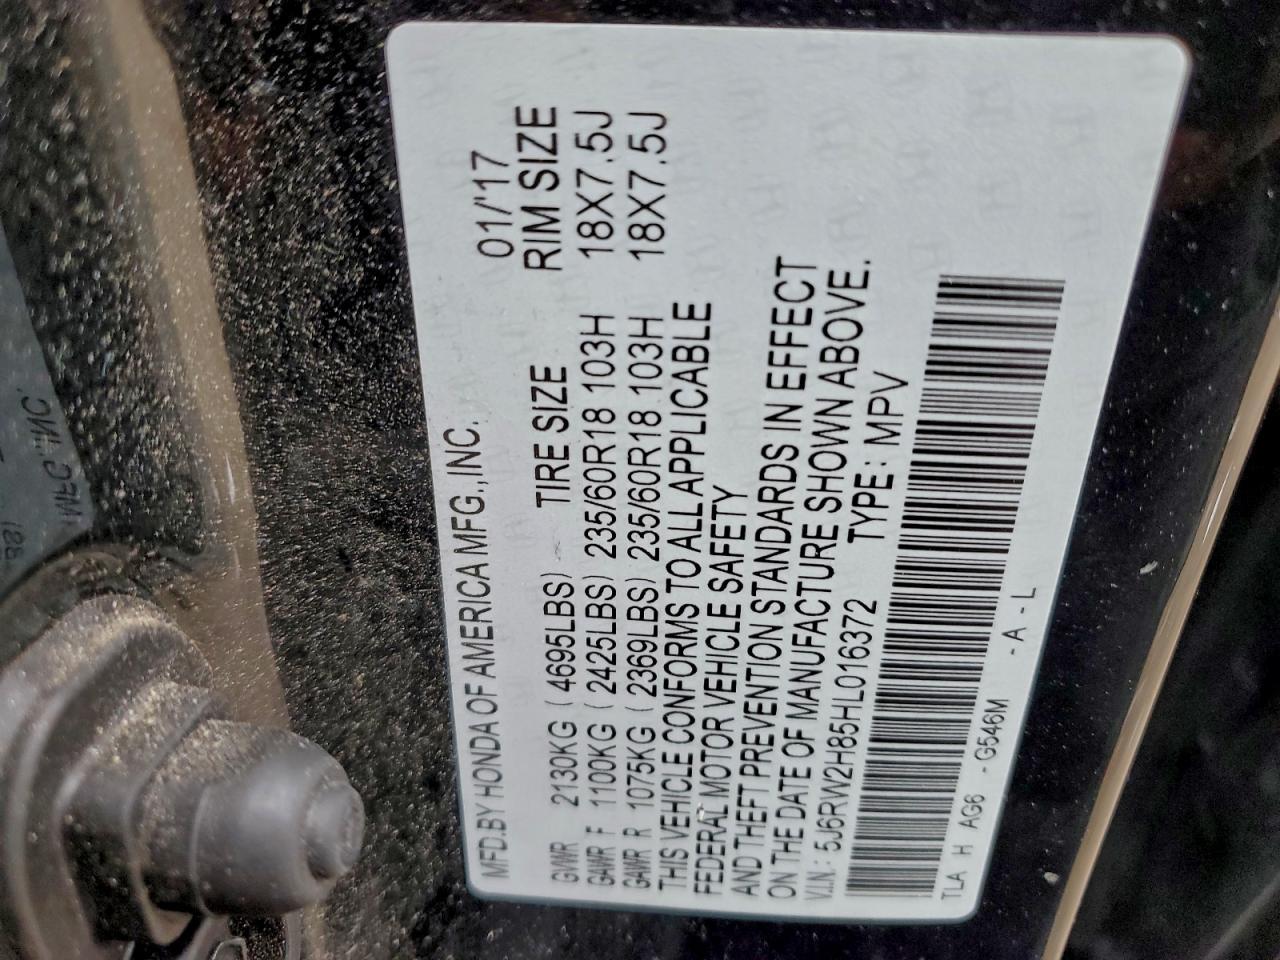 MFD.BY HONDA OF AMERICA MFG.,INC. 01/'17
GVWR 2130KG ( 4695LBS) TIRE SIZE RIM SIZE
GAWR F 1100KG ( 2425LBS) 235/60R18 103H 18X7.5J
GAWR R 1075KG ( 2369LBS) 235/60R18 103H 18X7.5J
THIS VEHICLE CONFORMS TO ALL APPLICABLE
FEDERAL MOTOR VEHICLE SAFETY
AND THEFT PREVENTION STANDARDS IN EFFECT
ON THE DATE OF MANUFACTURE SHOWN ABOVE.
V.I.N.: 5J6RW2H85HL016372 TYPE: MPV
TLA H AG6 - G546M - A - L
MFG., INC.